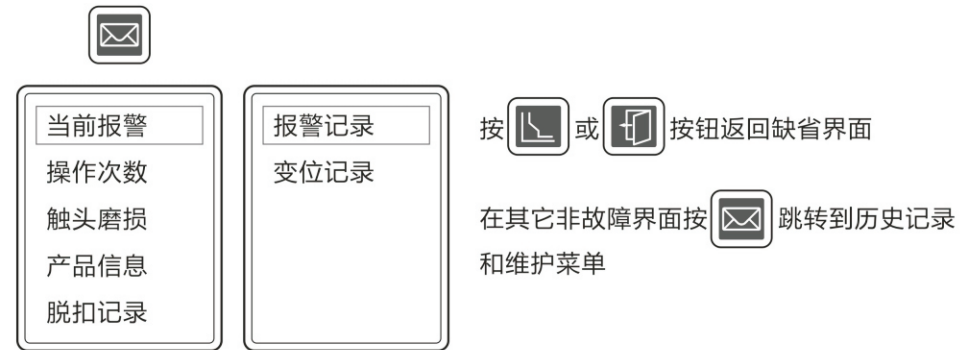 当前报警
操作次数
触头磨损
产品信息
脱扣记录
报警记录
变位记录
按或按钮返回缺省界面
在其它非故障界面按跳转到历史记录
和维护菜单